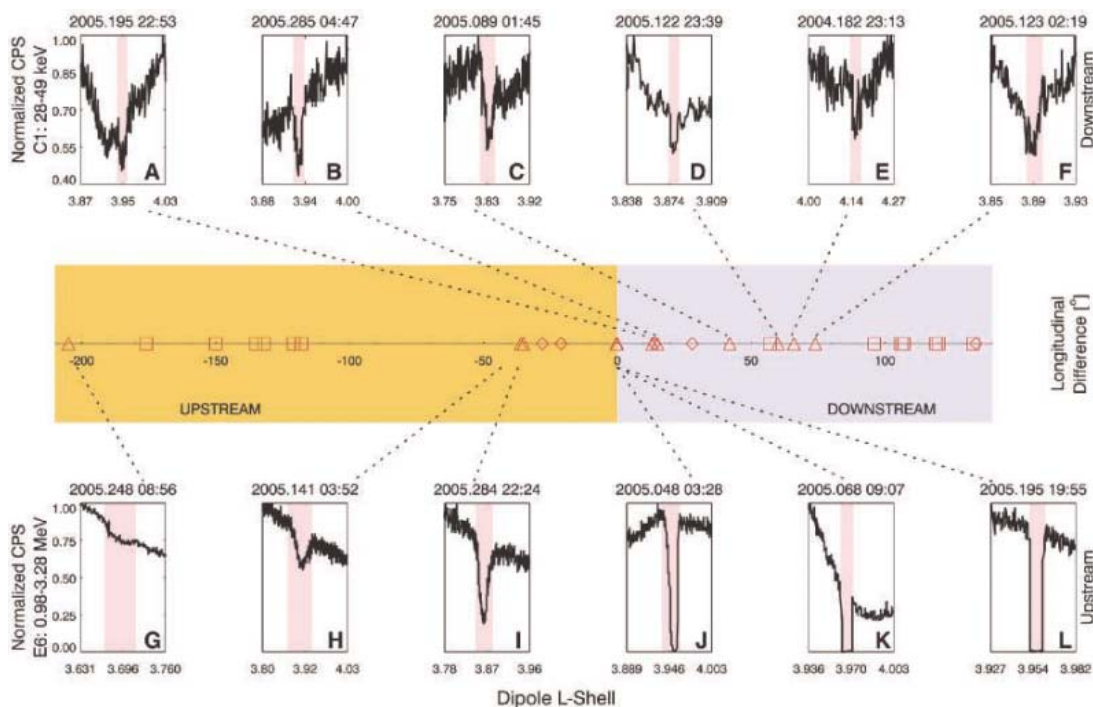 2005.195 22:53 2005.265 04:47 2005.089 01:45 2005.122 23:39 2004.182 23:13 2005.123 02:19
Normalized CPS
C1: 28-49 keV
1.00
0.85
0.70
0.55
0.40
A B C D E F
Downstream
3.87 3.95 4.03 3.88 3.94 4.00 3.75 3.83 3.92 3.838 3.874 3.909 4.00 4.14 4.27 3.85 3.89 3.93
-200 -150 -100 -50 0 50 100
UPSTREAM DOWNSTREAM
Longitudinal
Difference [°]
2005.248 08:56 2005.141 03:52 2005.284 22:24 2005.048 03:28 2005.068 09:07 2005.195 19:55
Normalized CPS
E6: 0.98-3.28 MeV
1.00
0.75
0.50
0.25
0.00
G H I J K L
Upstream
3.631 3.696 3.760 3.80 3.92 4.03 3.78 3.87 3.96 3.889 3.946 4.003 3.936 3.970 4.003 3.927 3.954 3.982
Dipole L-Shell